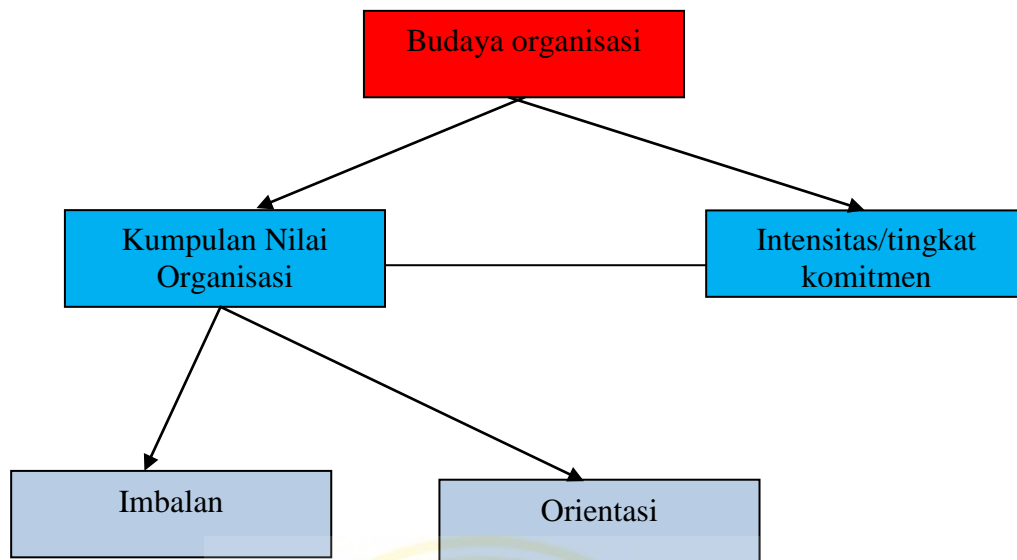 Budaya organisasi
Kumpulan Nilai
Organisasi
Intensitas/tingkat
komitmen
Imbalan
Orientasi